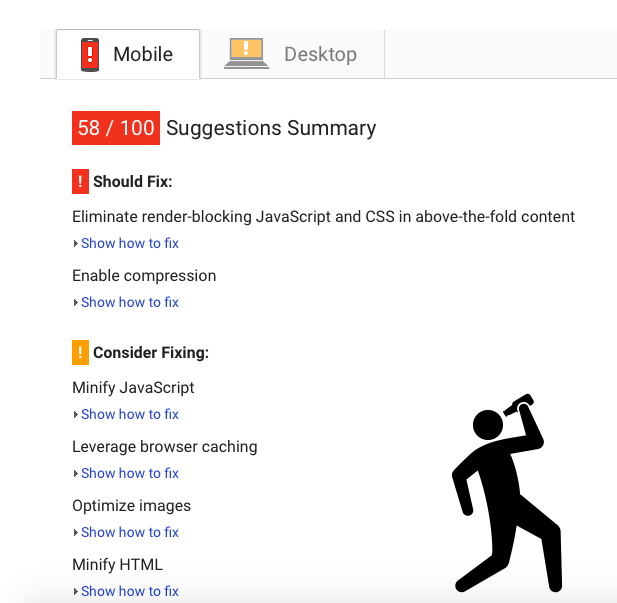 Mobile
Desktop
58 / 100 Suggestions Summary
! Should Fix:
Eliminate render-blocking JavaScript and CSS in above-the-fold content
Show how to fix
Enable compression
Show how to fix
! Consider Fixing:
Minify JavaScript
Show how to fix
Leverage browser caching
Show how to fix
Optimize images
Show how to fix
Minify HTML
Show how to fix